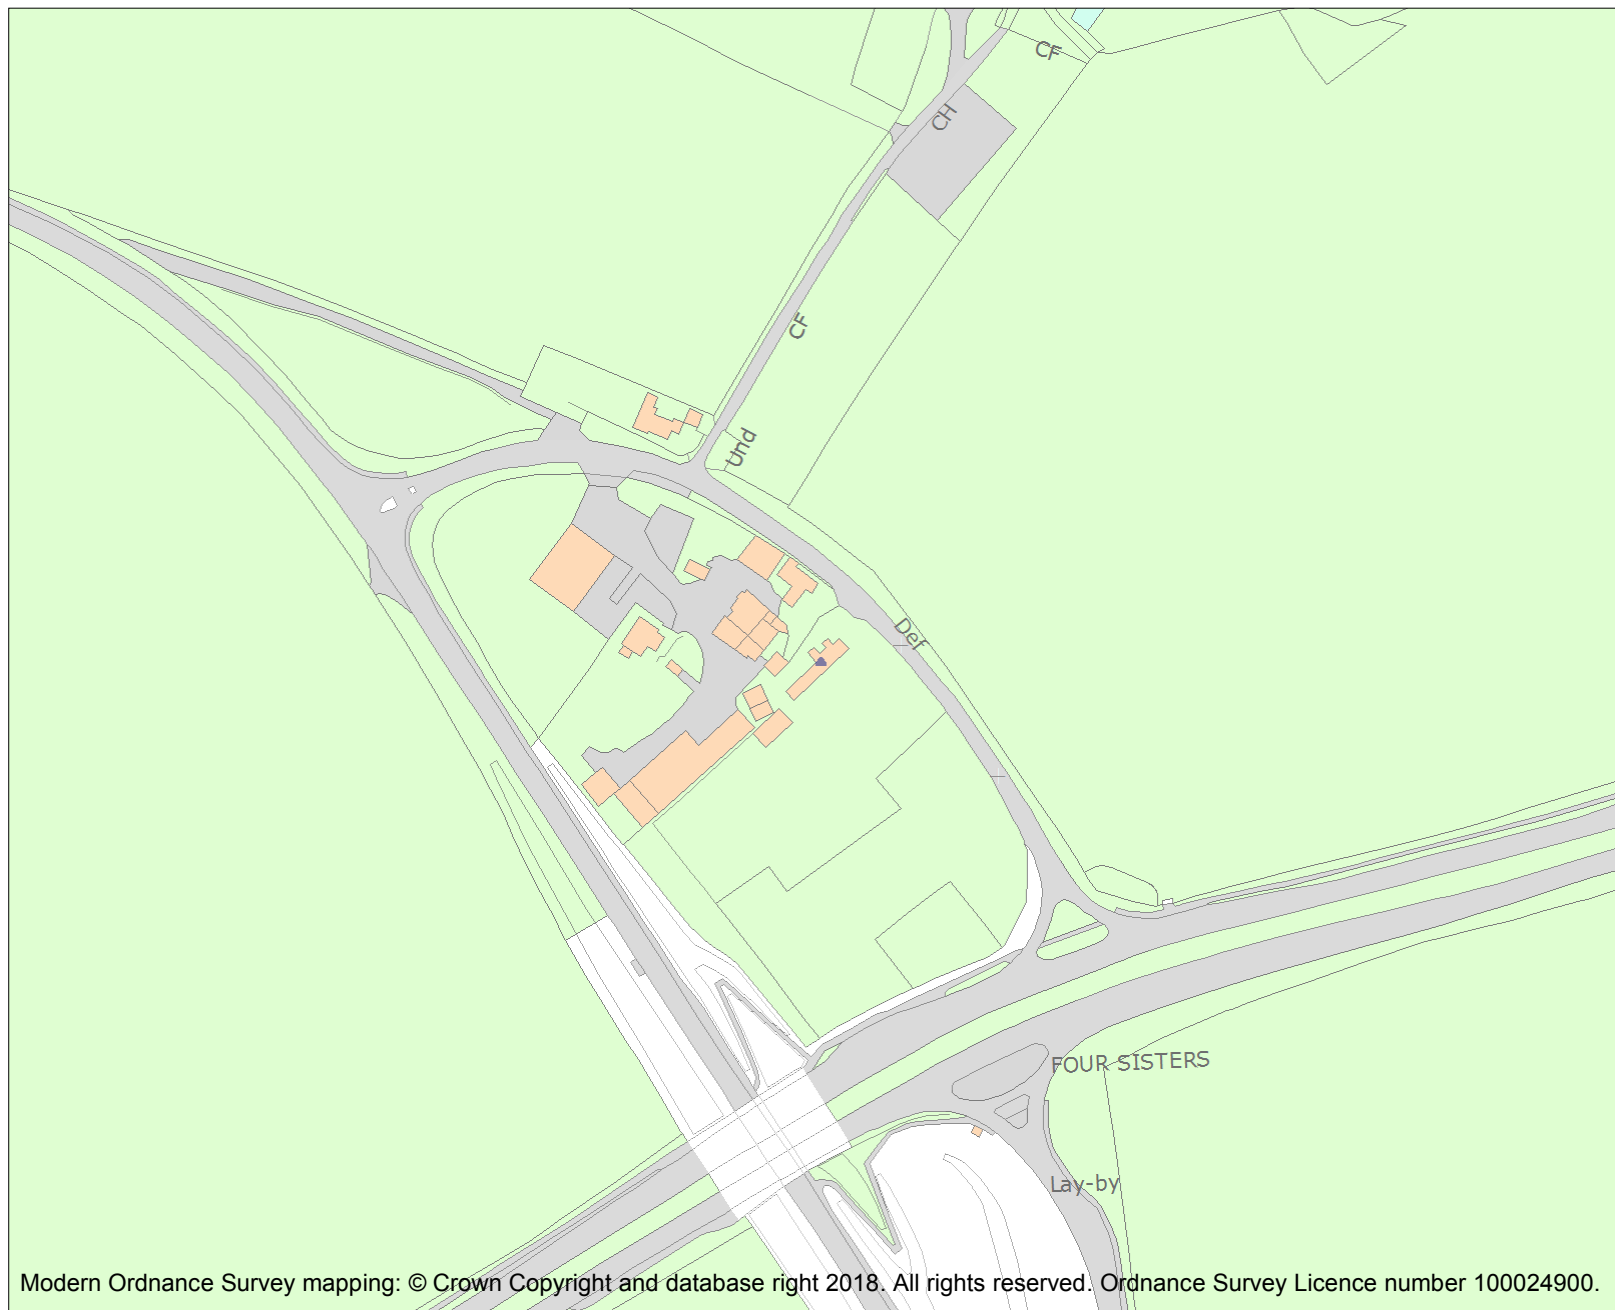 CF
CH
CF
Und
Def
FOUR SISTERS
Lay-by
Modern Ordnance Survey mapping: © Crown Copyright and database right 2018. All rights reserved. Ordnance Survey Licence number 100024900.